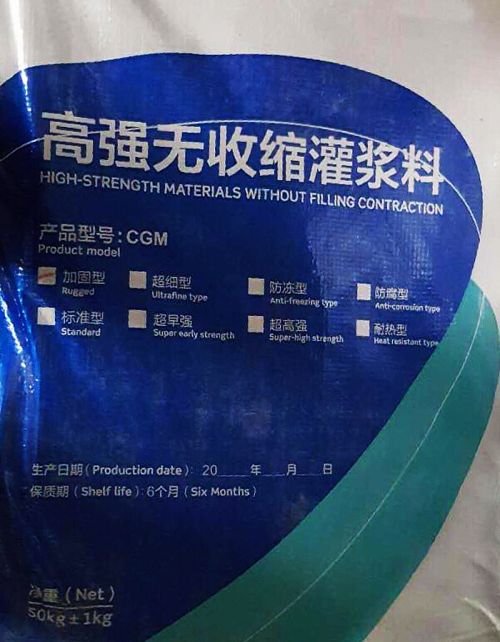 高强无收缩灌浆料
HIGH-STRENGTH MATERIALS WITHOUT FILLING CONTRACTION
产品型号:CGM
Product model
加固型 超细型 防冻型 防腐型
Rugged Ultrafine type Anti-freezing type Anti-corrosion type
标准型 超早强 超高强 耐热型
Standard Super early strength Super-high strength Heat resistant type
生产日期(Production date): 20 年 月 日
保质期(Shelf life):6个月(Six Months)
净重(Net)
50kg±1kg